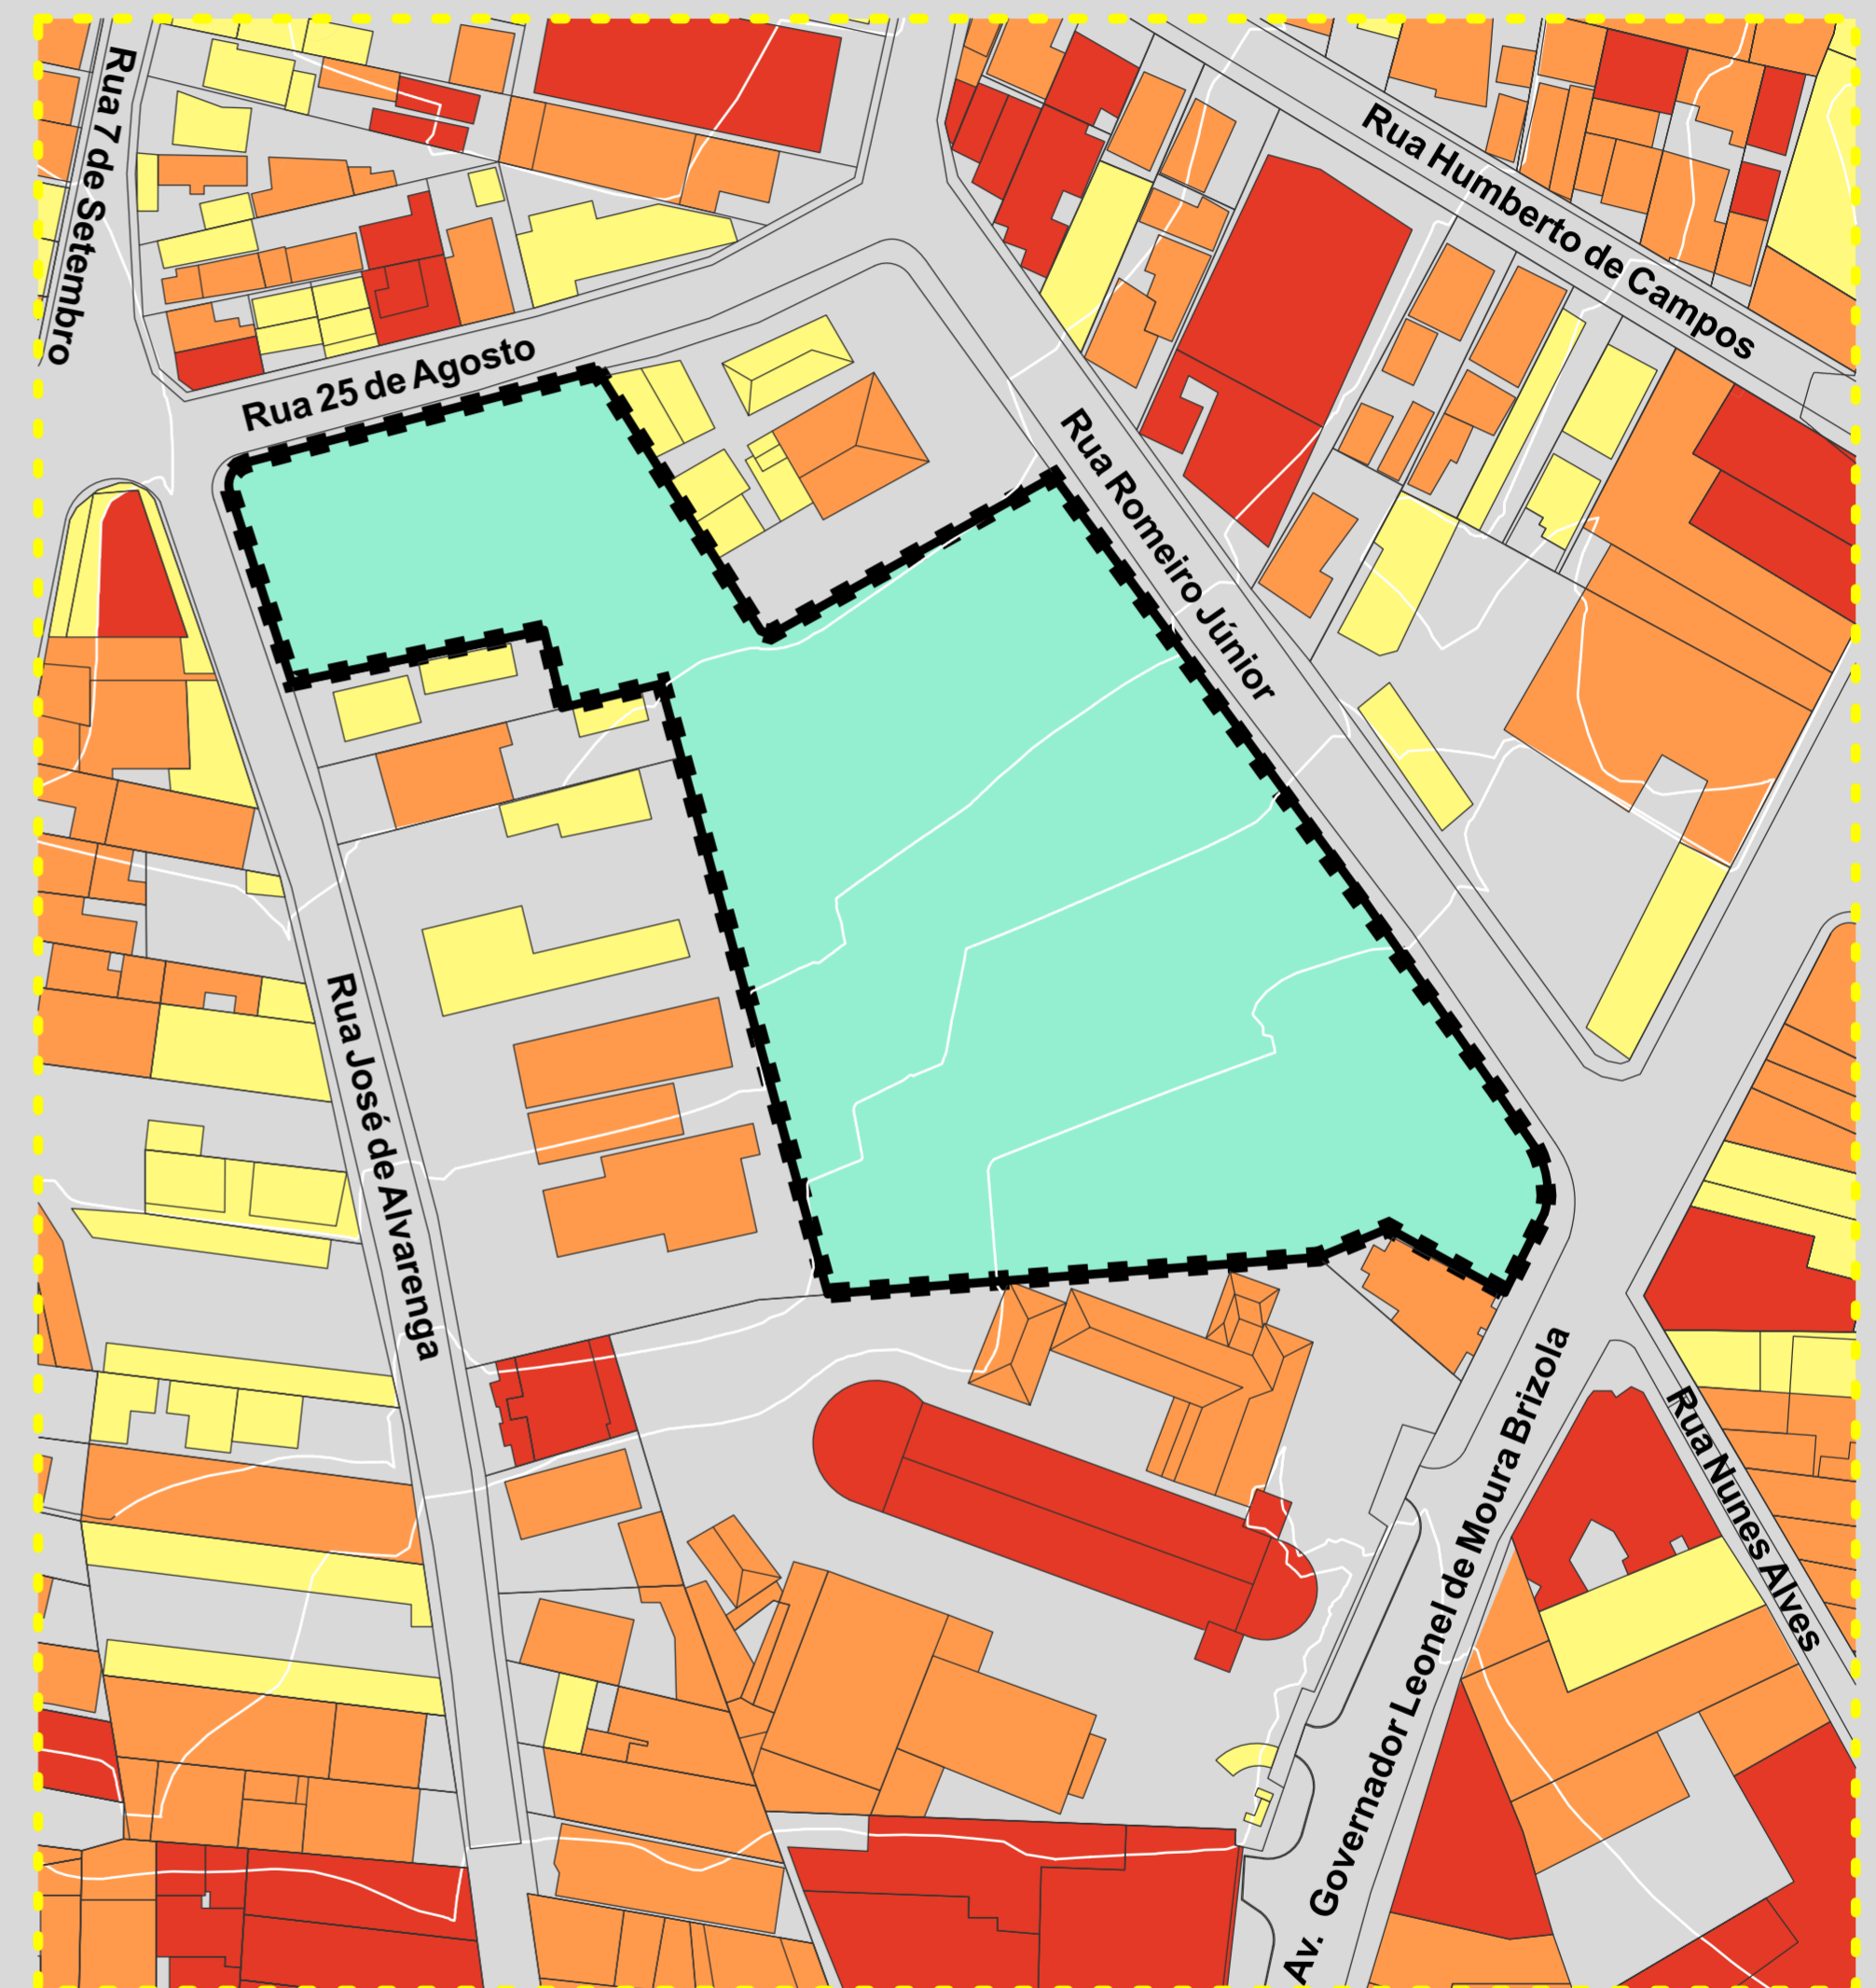 Rua 7 de Setembro
Rua Humberto de Campos
Rua 25 de Agosto
Rua Romeiro Júnior
Rua José de Alvarenga
Av. Governador Leonel de Moura Brizola
Rua Nunes Alves